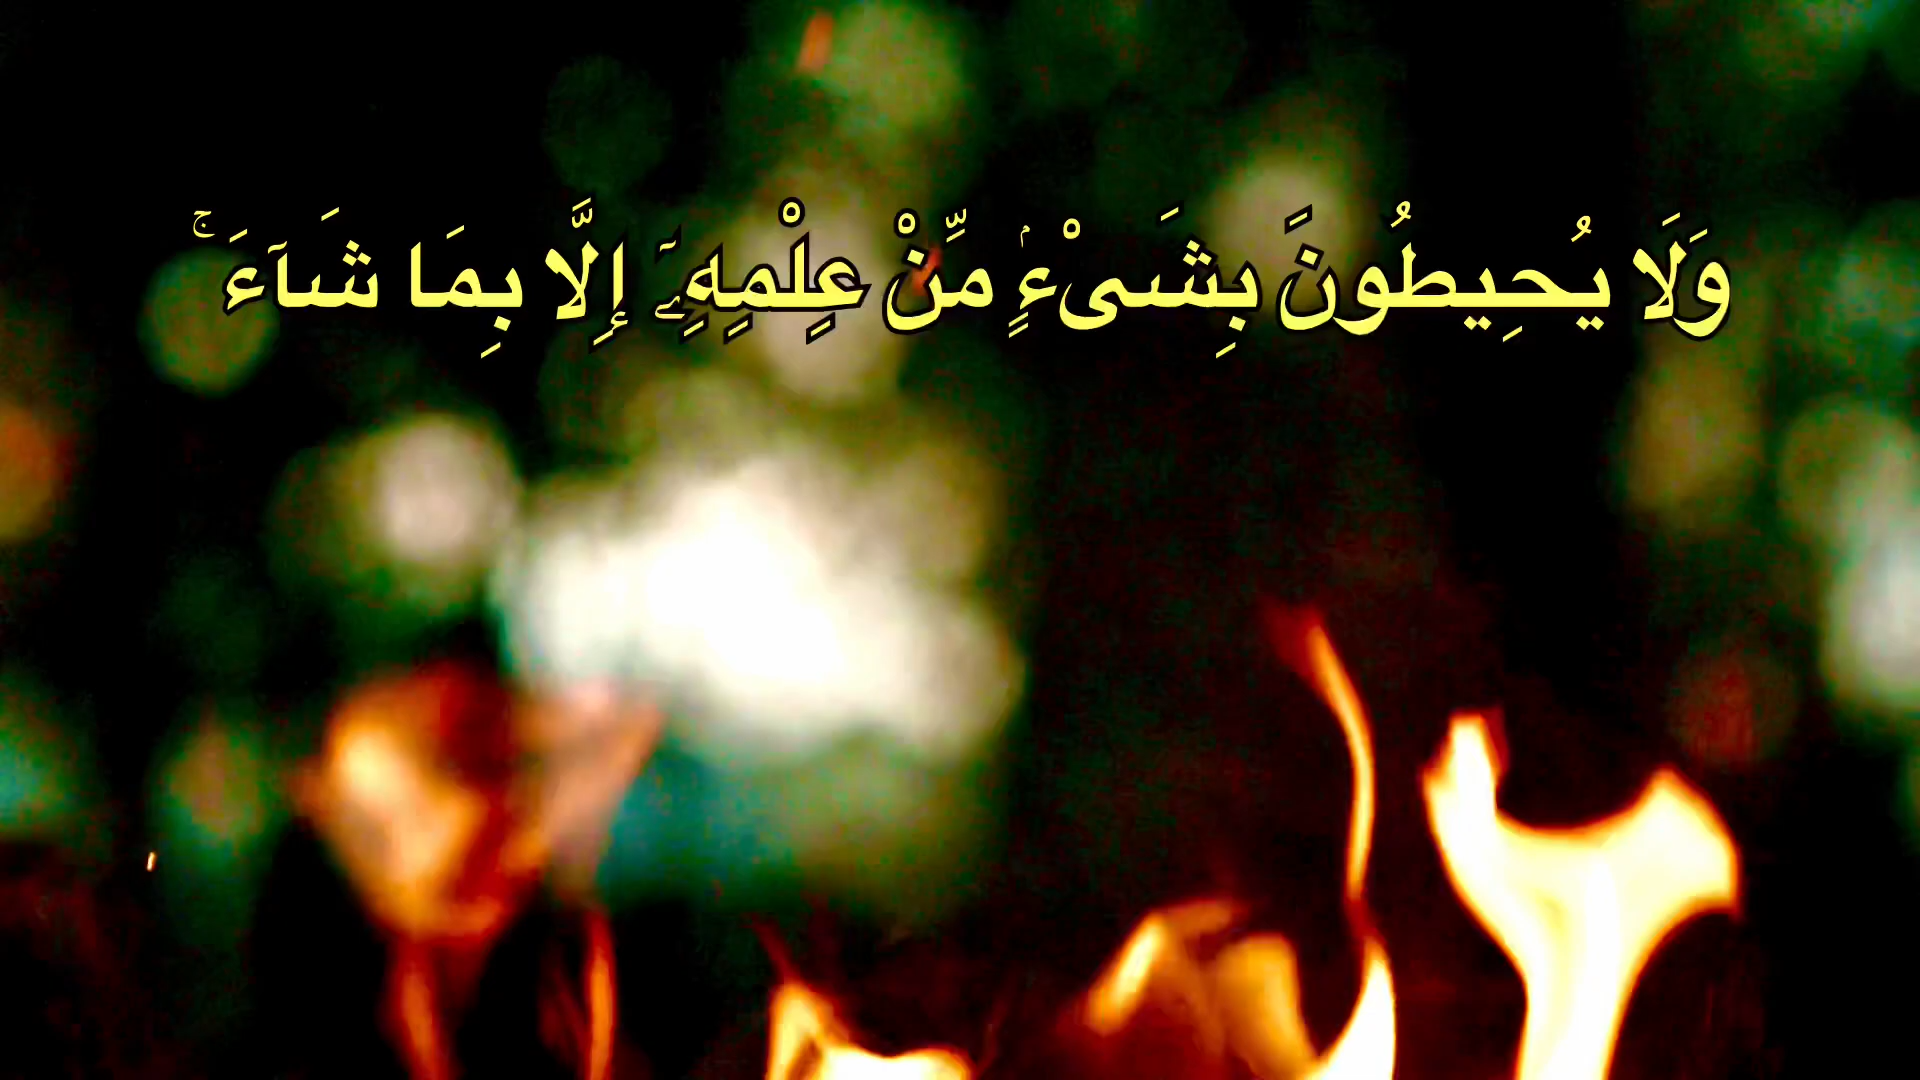 وَلَا يُحِيطُونَ بِشَىْءٍۢ مِّنْ عِلْمِهِۦٓ إِلَّا بِمَا شَآءَ ۚ